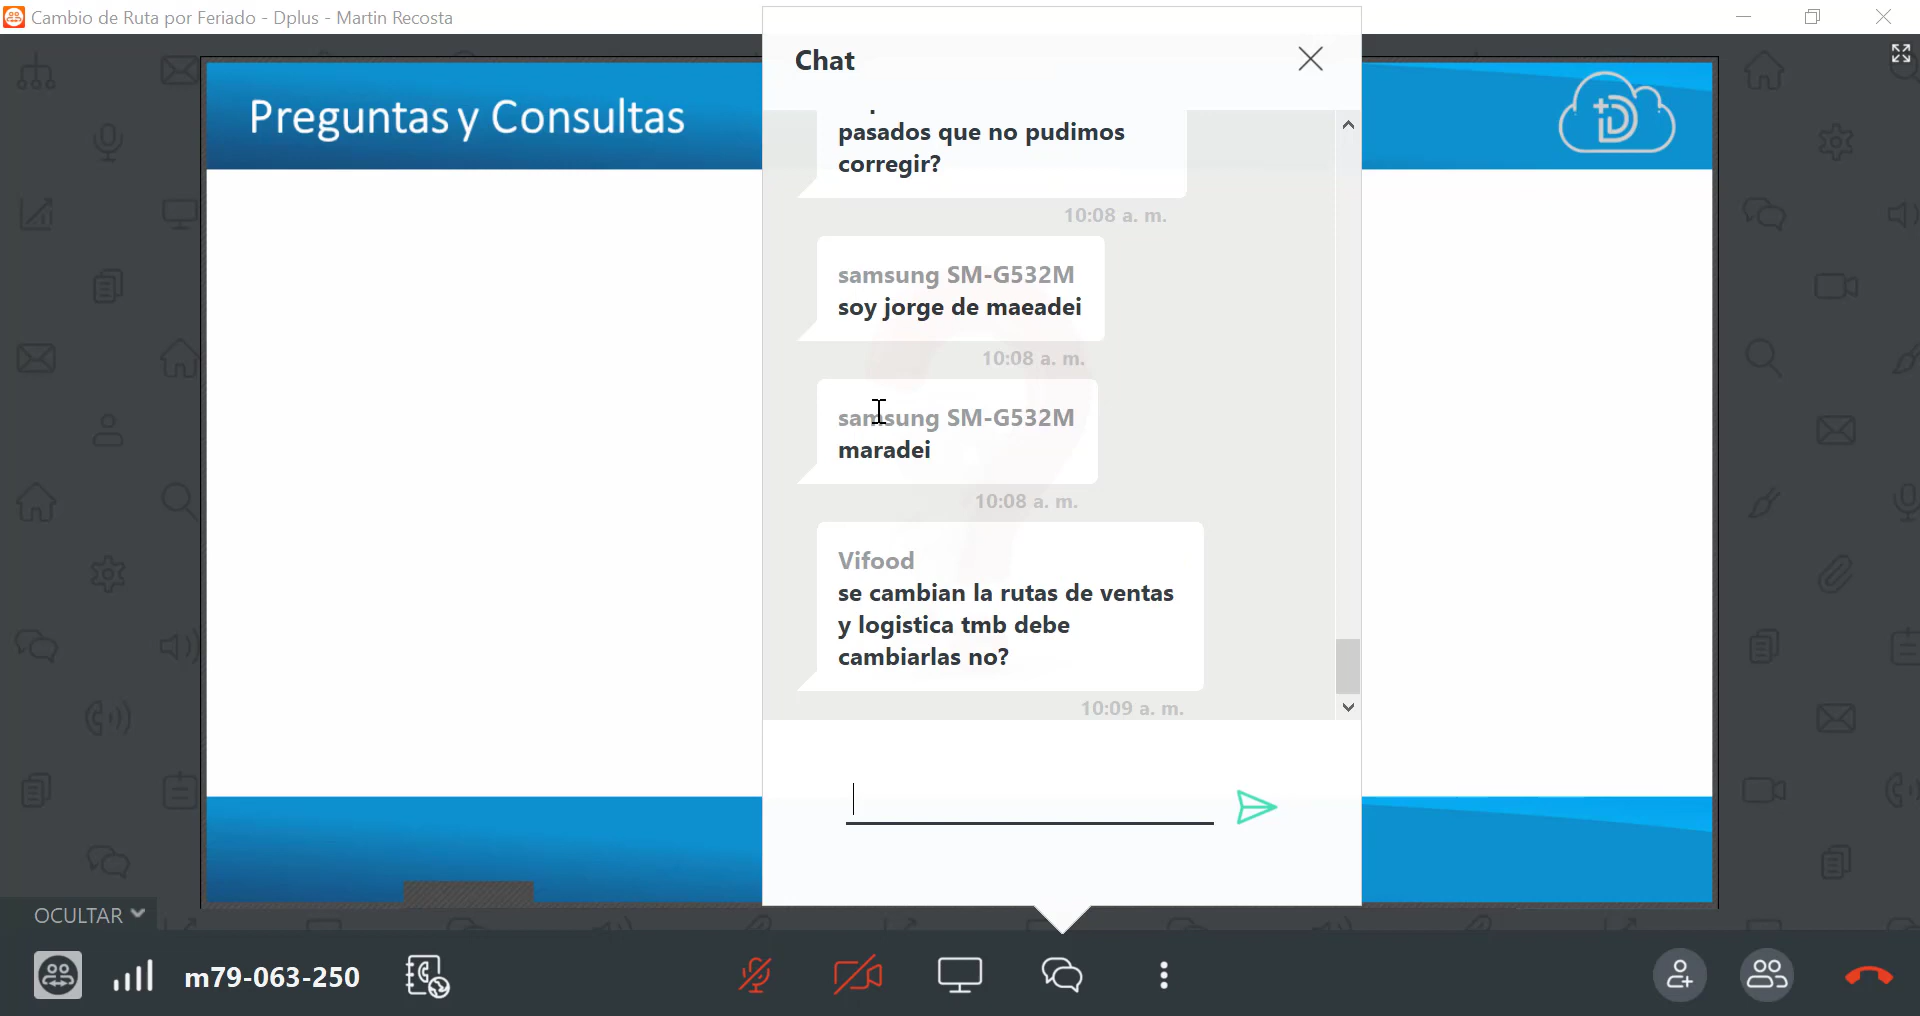 Cambio de Ruta por Feriado - Dplus - Martin Recosta
Preguntas y Consultas
+D
Chat
pasados que no pudimos
corregir?
10:08 a. m.
samsung SM-G532M
soy jorge de maeadei
10:08 a. m.
samsung SM-G532M
maradei
10:08 a. m.
Vifood
se cambian la rutas de ventas
y logistica tmb debe
cambiarlas no?
10:09 a. m.
OCULTAR
m79-063-250